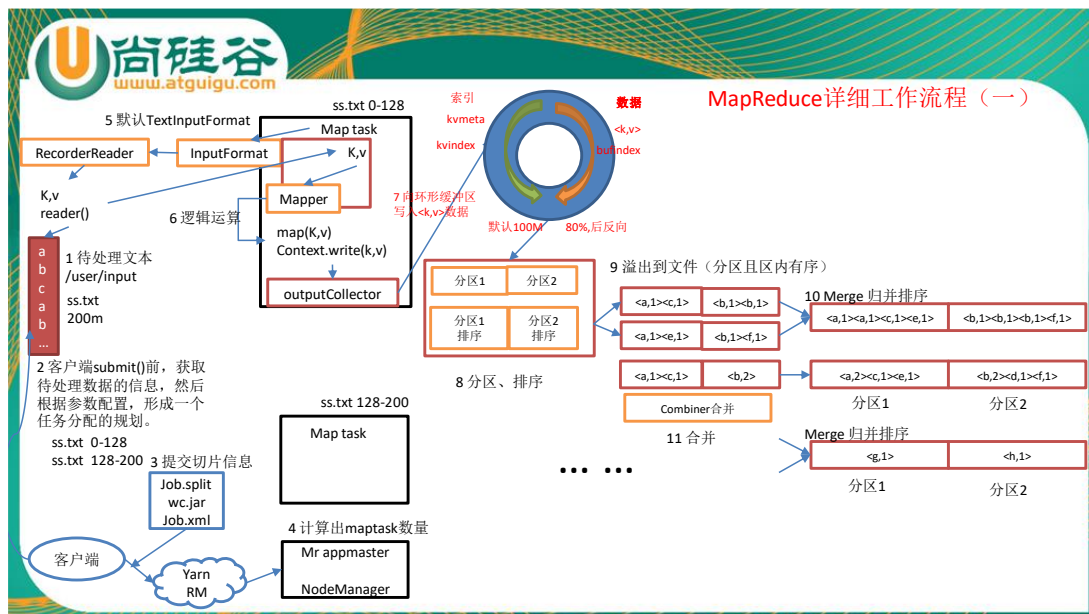 尚硅谷
www.atguigu.com
MapReduce详细工作流程（一）
ss.txt 0-128
5 默认TextInputFormat
Map task
RecorderReader
InputFormat
K,v
Mapper
K,v
reader()
6 逻辑运算
map(K,v)
Context.write(k,v)
outputCollector
索引
kvmeta
kvindex
数据
<k,v>
bufindex
7 向环形缓冲区
写入<k,v>数据
默认100M
80%,后反向
a
b
c
a
b
…
1 待处理文本
/user/input
ss.txt
200m
2 客户端submit()前，获取
待处理数据的信息，然后
根据参数配置，形成一个
任务分配的规划。
ss.txt 0-128
ss.txt 128-200
3 提交切片信息
Job.split
wc.jar
Job.xml
客户端
Yarn
RM
4 计算出maptask数量
Mr appmaster
NodeManager
ss.txt 128-200
Map task
分区1
分区2
分区1
排序
分区2
排序
8 分区、排序
9 溢出到文件（分区且区内有序）
<a,1><c,1>
<b,1><b,1>
<a,1><e,1>
<b,1><f,1>
10 Merge 归并排序
<a,1><a,1><c,1><e,1>
<b,1><b,1><b,1><f,1>
<a,1><c,1>
<b,2>
Combiner合并
11 合并
<a,2><c,1><e,1>
<b,2><d,1><f,1>
分区1
分区2
Merge 归并排序
<g,1>
<h,1>
分区1
分区2
… …